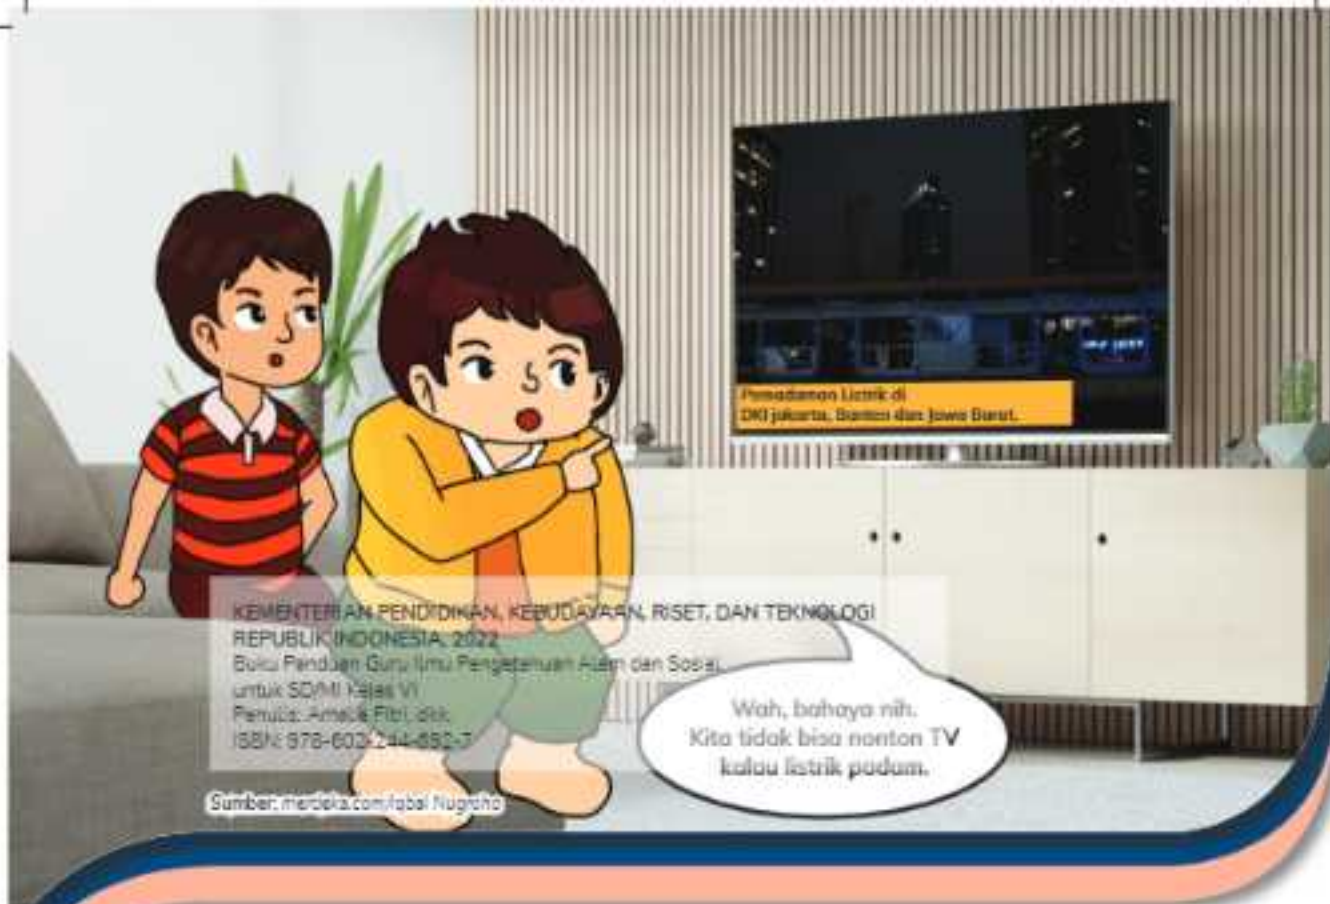 Pemadaman Listrik di
DKI Jakarta, Banten dan Jawa Barat.
KEMENTERIAN PENDIDIKAN, KEBUDAYAAN, RISET, DAN TEKNOLOGI
REPUBLIK INDONESIA, 2022
Buku Panduan Guru Ilmu Pengetahuan Alam dan Sosial
untuk SD/MI Kelas VI
Penulis: Amalia Fitri, dkk.
ISBN: 978-602-244-692-7
Wah, bahaya nih.
Kita tidak bisa nonton TV
kalau listrik padam.
Sumber: merdeka.com/Iqbal Nugroho